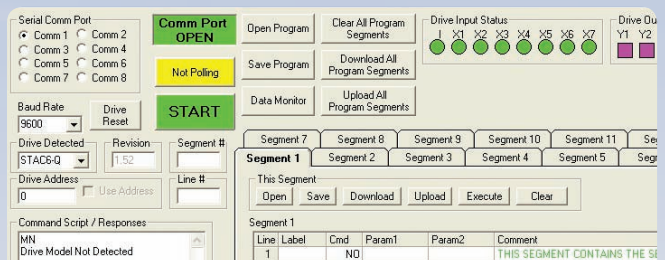 Serial Comm Port
Comm 1 Comm 2
Comm 3 Comm 4
Comm 5 Comm 6
Comm 7 Comm 8
Comm Port
OPEN
Not Polling
START
Baud Rate
9600
Drive
Reset
Drive Detected
STAC6-Q
Revision
1.52
Segment #
Drive Address
0
Use Address
Line #
Command Script / Responses
MN
Drive Model Not Detected
Open Program
Clear All Program
Segments
Save Program
Download All
Program Segments
Data Monitor
Upload All
Program Segments
Drive Input Status
I X1 X2 X3 X4 X5 X6 X7
Drive Ou
Y1 Y2
Segment 7 Segment 8 Segment 9 Segment 10 Segment 11 Se
Segment 1 Segment 2 Segment 3 Segment 4 Segment 5 Segr
This Segment
Open Save Download Upload Execute Clear
Segment 1
Line Label Cmd Param1 Param2 Comment
1 NO THIS SEGMENT CONTAINS THE SE